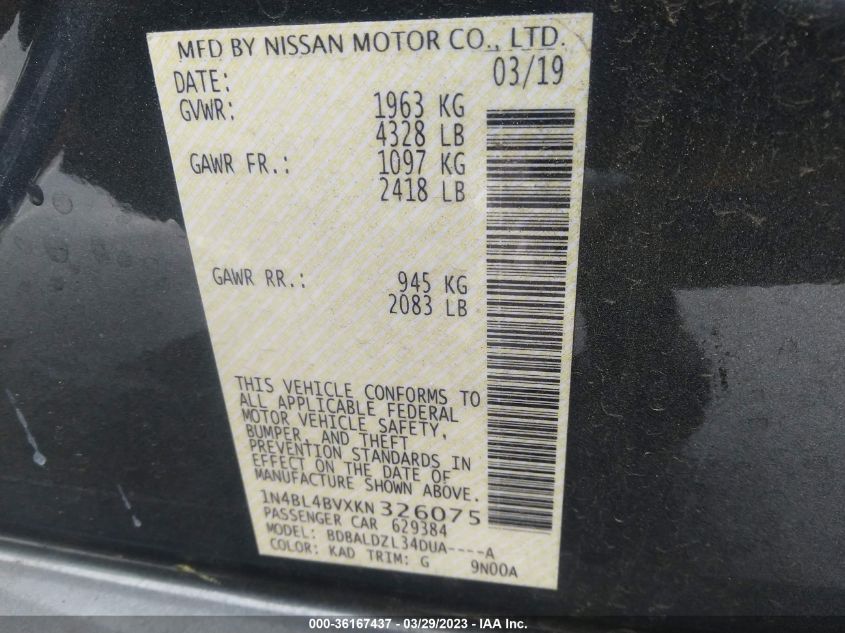 MFD BY NISSAN MOTOR CO., LTD.
DATE: 03/19
GVWR: 1963 KG
4328 LB
GAWR FR.: 1097 KG
2418 LB
GAWR RR.: 945 KG
2083 LB
THIS VEHICLE CONFORMS TO
ALL APPLICABLE FEDERAL
MOTOR VEHICLE SAFETY,
BUMPER, AND THEFT
PREVENTION STANDARDS IN
EFFECT ON THE DATE OF
MANUFACTURE SHOWN ABOVE.
1N4BL4BVXKN326075
PASSENGER CAR 629384
MODEL: BDBALDZL34DUA----A
COLOR: KAD TRIM: G 9N00A
000-36167437 - 03/29/2023 - IAA Inc.